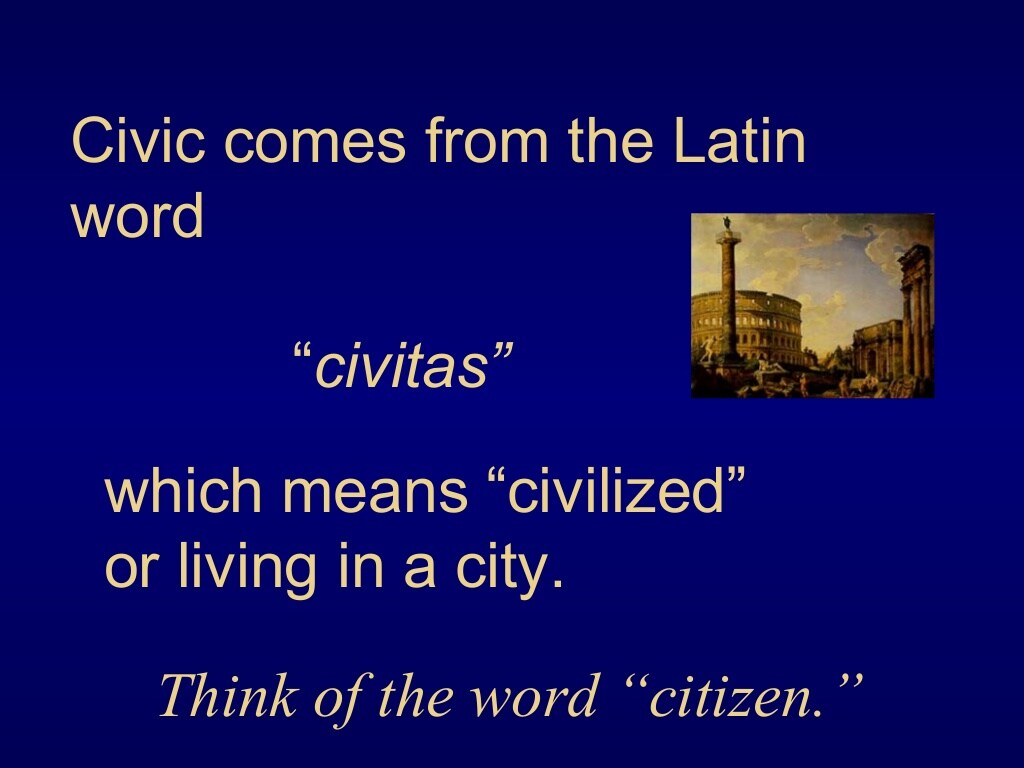 Civic comes from the Latin
word
“civitas”
which means “civilized”
or living in a city.
Think of the word “citizen.”